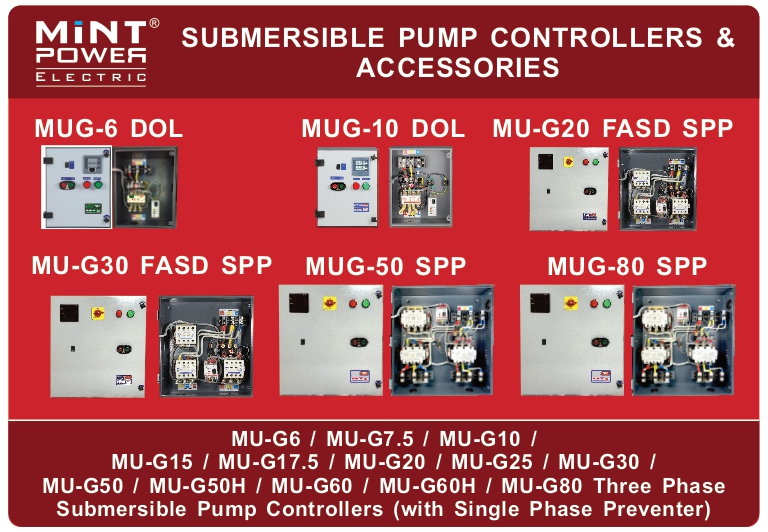 MiNT®
POWER
ELECTRIC
SUBMERSIBLE PUMP CONTROLLERS &
ACCESSORIES
MUG-6 DOL
MUG-10 DOL
MU-G20 FASD SPP
MU-G30 FASD SPP
MUG-50 SPP
MUG-80 SPP
MU-G6 / MU-G7.5 / MU-G10 /
MU-G15 / MU-G17.5 / MU-G20 / MU-G25 / MU-G30 /
MU-G50 / MU-G50H / MU-G60 / MU-G60H / MU-G80 Three Phase
Submersible Pump Controllers (with Single Phase Preventer)